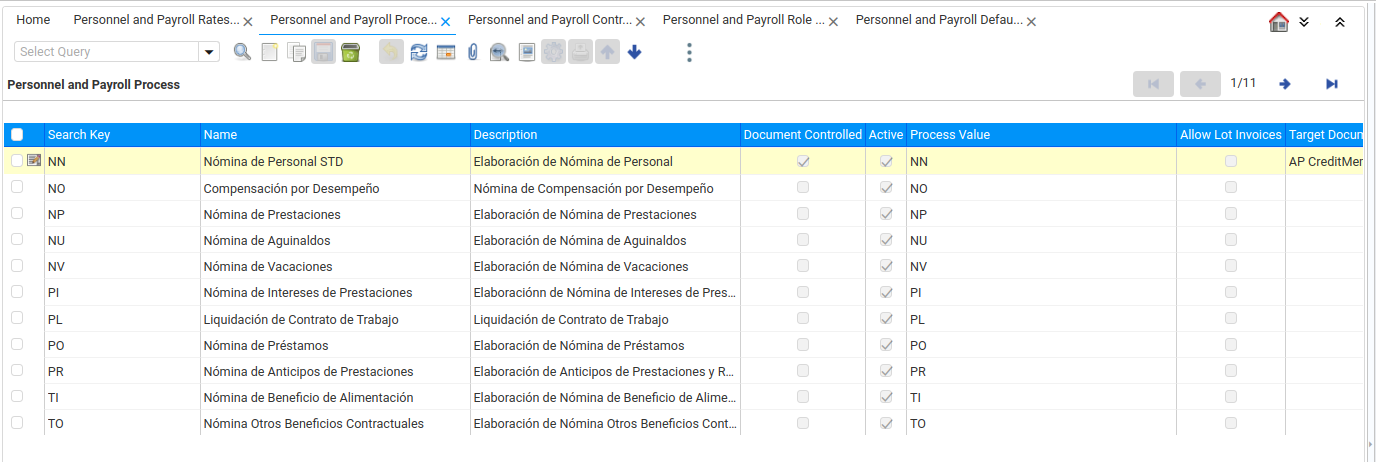 Home Personnel and Payroll Rates... Personnel and Payroll Proce... Personnel and Payroll Contr... Personnel and Payroll Role ... Personnel and Payroll Defau...
Select Query
Personnel and Payroll Process 1/11
Search Key Name Description Document Controlled Active Process Value Allow Lot Invoices Target Docum
NN Nómina de Personal STD Elaboración de Nómina de Personal NN AP CreditMer
NO Compensación por Desempeño Nómina de Compensación por Desempeño NO
NP Nómina de Prestaciones Elaboración de Nómina de Prestaciones NP
NU Nómina de Aguinaldos Elaboración de Nómina de Aguinaldos NU
NV Nómina de Vacaciones Elaboración de Nómina de Vacaciones NV
PI Nómina de Intereses de Prestaciones Elaboraciónn de Nómina de Intereses de Pres... PI
PL Liquidación de Contrato de Trabajo Liquidación de Contrato de Trabajo PL
PO Nómina de Préstamos Elaboración de Nómina de Préstamos PO
PR Nómina de Anticipos de Prestaciones Elaboración de Anticipos de Prestaciones y R... PR
TI Nómina de Beneficio de Alimentación Elaboración de Nómina de Beneficio de Alime... TI
TO Nómina Otros Beneficios Contractuales Elaboración de Nómina Otros Beneficios Cont... TO